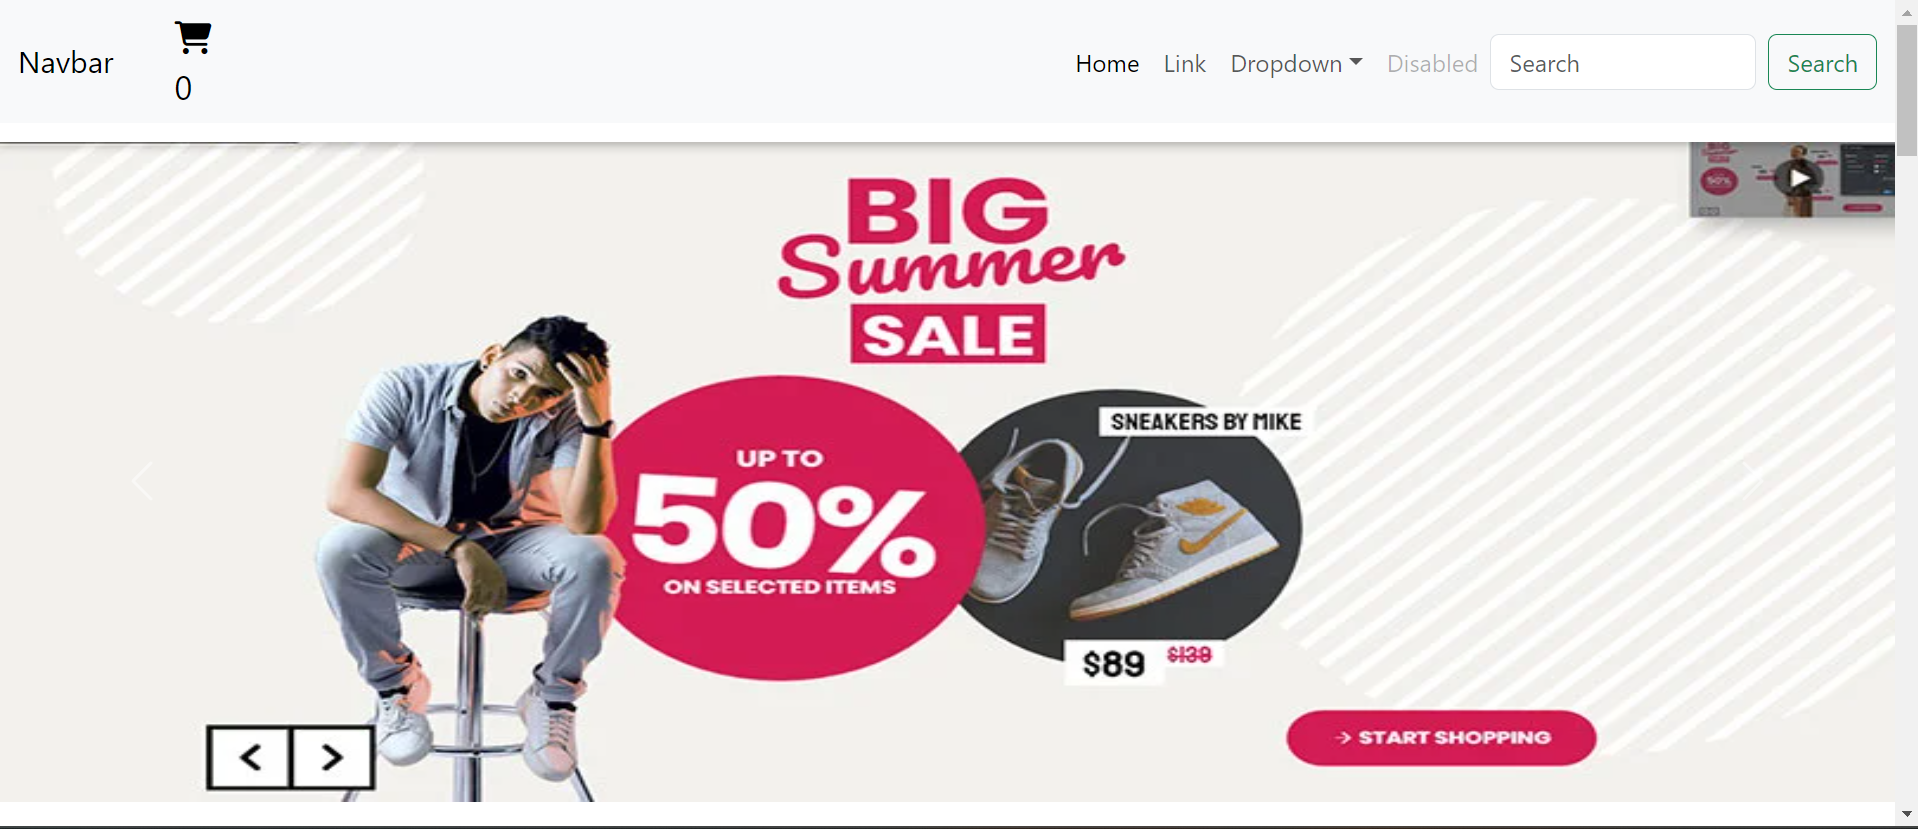 Navbar
0
Home Link Dropdown Disabled Search Search
BIG
Summer
SALE
SNEAKERS BY MIKE
UP TO
50%
ON SELECTED ITEMS
$89 $138
→ START SHOPPING